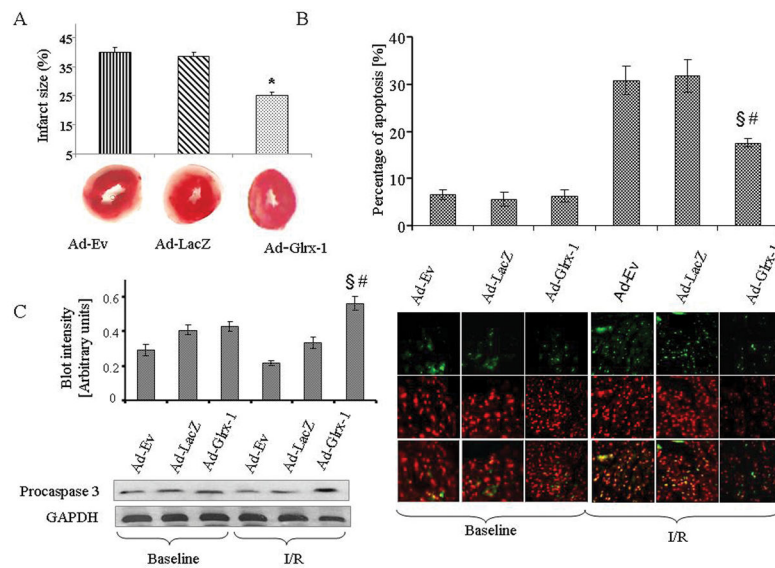 A
Infarct size (%)
45
35
25
15
5
*
Ad-Ev
Ad-LacZ
Ad-Glrx-1
B
Percentage of apoptosis [%]
40
30
20
10
0
§ #
Ad-Ev
Ad-LacZ
Ad-Glrx-1
Ad-Ev
Ad-LacZ
Ad-Glrx-1
Baseline
I/R
C
Blot intensity
[Arbitrary units]
0.6
0.4
0.2
0
§ #
Ad-Ev
Ad-LacZ
Ad-Glrx-1
Ad-Ev
Ad-LacZ
Ad-Glrx-1
Procaspase 3
GAPDH
Baseline
I/R